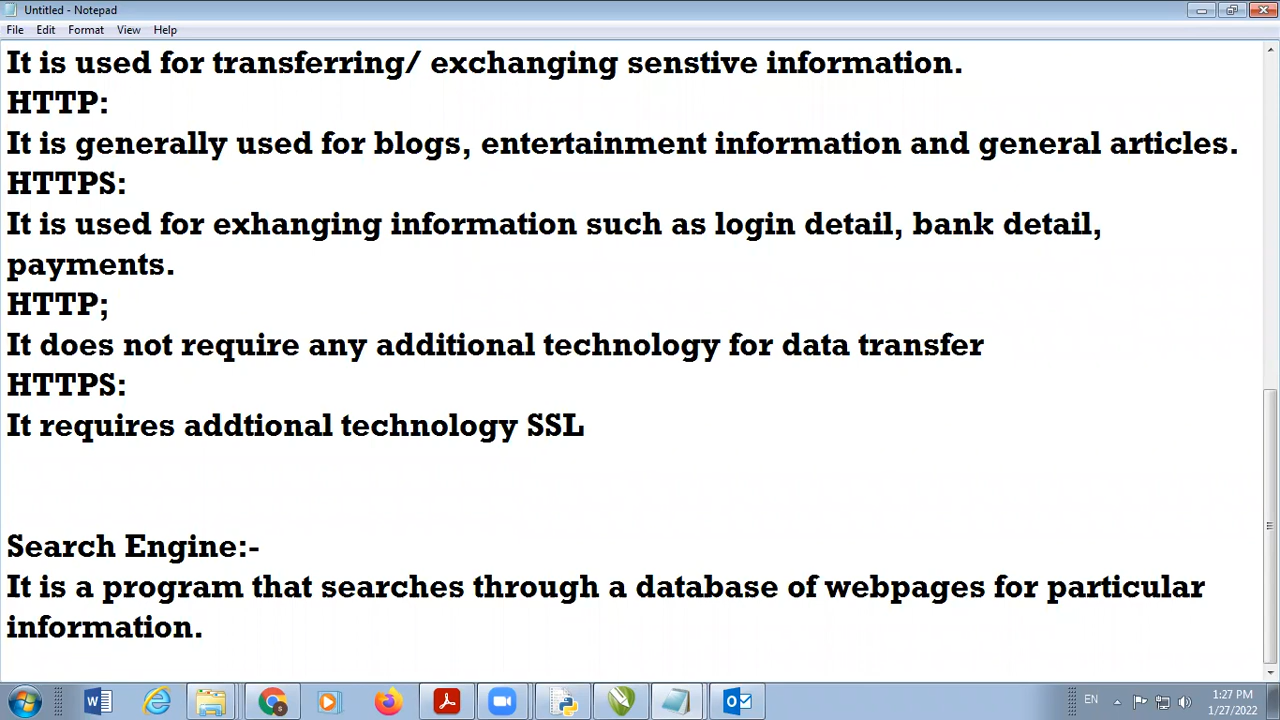 Untitled - Notepad
File Edit Format View Help
It is used for transferring/ exchanging senstive information.
HTTP:
It is generally used for blogs, entertainment information and general articles.
HTTPS:
It is used for exhanging information such as login detail, bank detail,
payments.
HTTP;
It does not require any additional technology for data transfer
HTTPS:
It requires addtional technology SSL
Search Engine:-
It is a program that searches through a database of webpages for particular
information.
EN
1:27 PM
1/27/2022